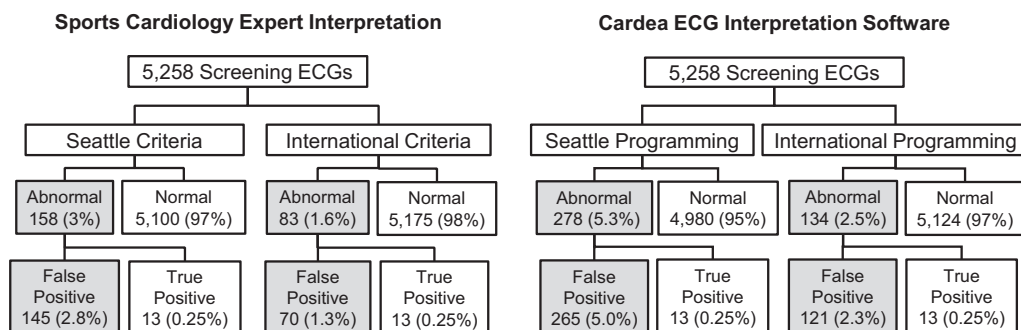 Sports Cardiology Expert Interpretation
5,258 Screening ECGs
Seattle Criteria
International Criteria
Abnormal
158 (3%)
Normal
5,100 (97%)
Abnormal
83 (1.6%)
Normal
5,175 (98%)
False
Positive
145 (2.8%)
True
Positive
13 (0.25%)
False
Positive
70 (1.3%)
True
Positive
13 (0.25%)
Cardea ECG Interpretation Software
5,258 Screening ECGs
Seattle Programming
International Programming
Abnormal
278 (5.3%)
Normal
4,980 (95%)
Abnormal
134 (2.5%)
Normal
5,124 (97%)
False
Positive
265 (5.0%)
True
Positive
13 (0.25%)
False
Positive
121 (2.3%)
True
Positive
13 (0.25%)